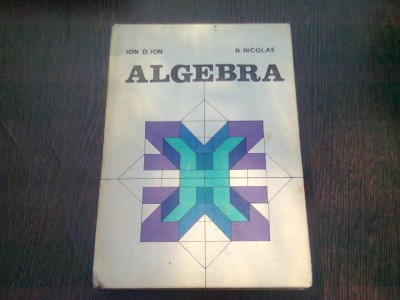 ION D. ION R. NICOLAE
ALGEBRA